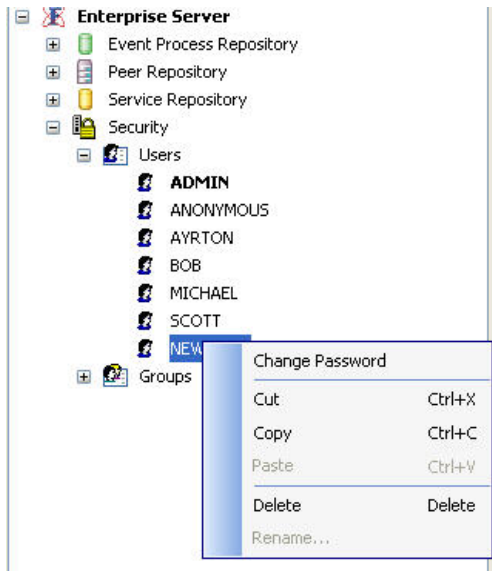 Enterprise Server
Event Process Repository
Peer Repository
Service Repository
Security
Users
ADMIN
ANONYMOUS
AYRTON
BOB
MICHAEL
SCOTT
NEW
Groups
Change Password
Cut Ctrl+X
Copy Ctrl+C
Paste Ctrl+V
Delete Delete
Rename...